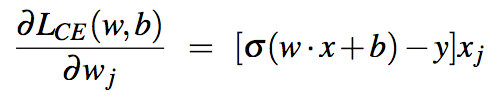 ∂L_CE(w,b)/∂w_j = [σ(w·x+b)−y]x_j